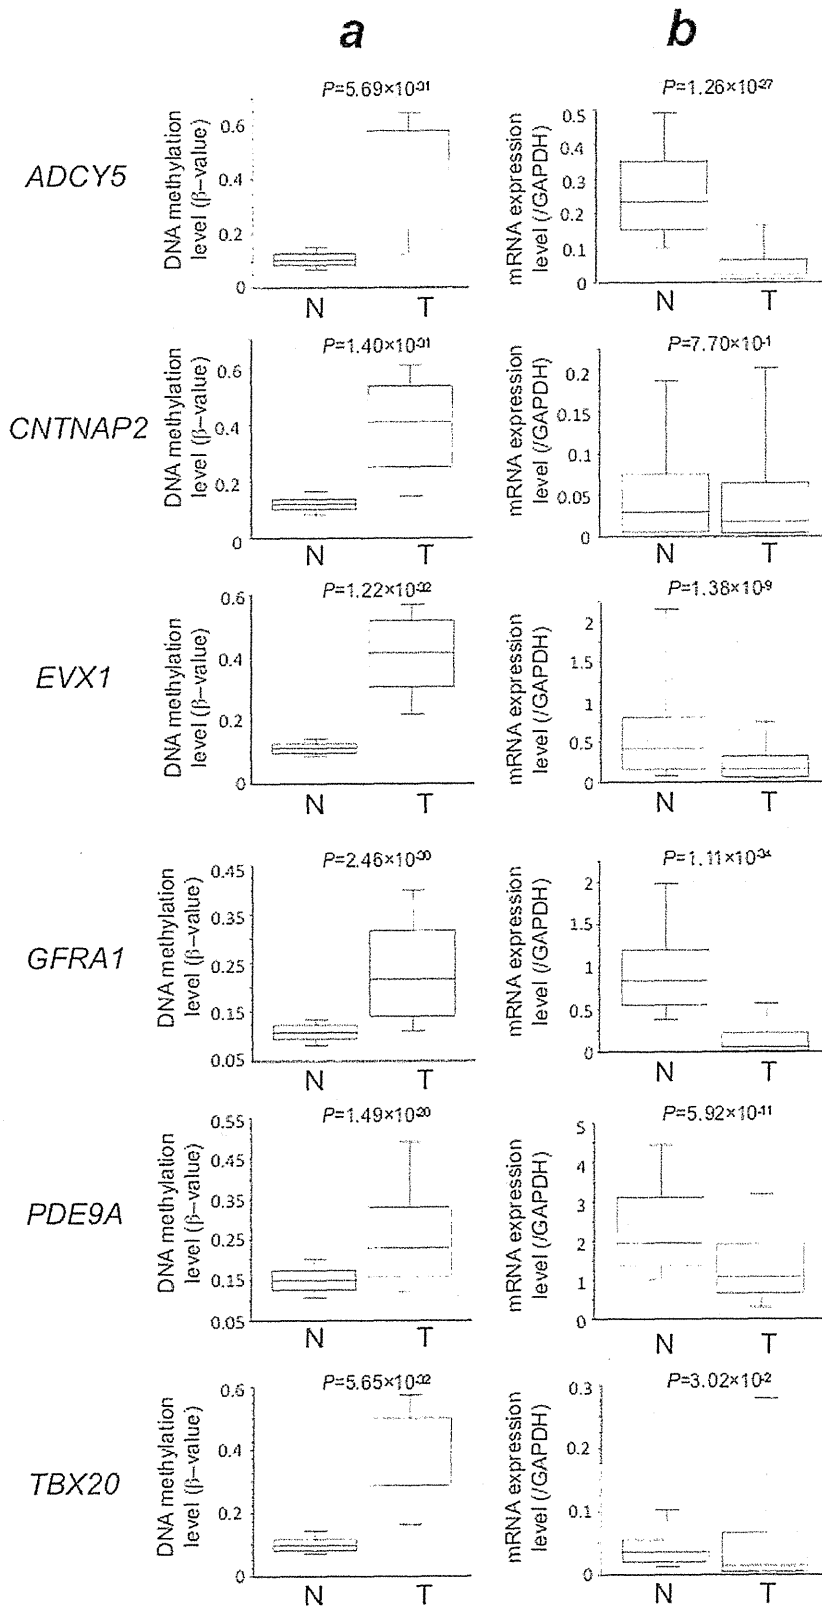 a b
ADCY5
P=5.69×10-31
DNA methylation
level (β−value)
0.6
0.4
0.2
0
N T
P=1.26×10-27
mRNA expression
level (/GAPDH)
0.5
0.4
0.3
0.2
0.1
0
N T
CNTNAP2
P=1.40×10-31
DNA methylation
level (β−value)
0.6
0.4
0.2
0
N T
P=7.70×10-1
mRNA expression
level (/GAPDH)
0.2
0.15
0.1
0.05
0
N T
EVX1
P=1.22×10-32
DNA methylation
level (β−value)
0.6
0.4
0.2
0
N T
P=1.38×10-9
mRNA expression
level (/GAPDH)
2
1.5
1
0.5
0
N T
GFRA1
P=2.46×10-30
DNA methylation
level (β−value)
0.45
0.35
0.25
0.15
0.05
N T
P=1.11×10-34
mRNA expression
level (/GAPDH)
2
1.5
1
0.5
0
N T
PDE9A
P=1.49×10-20
DNA methylation
level (β−value)
0.55
0.45
0.35
0.25
0.15
0.05
N T
P=5.92×10-11
mRNA expression
level (/GAPDH)
5
4
3
2
1
0
N T
TBX20
P=5.65×10-32
DNA methylation
level (β−value)
0.6
0.4
0.2
0
N T
P=3.02×10-2
mRNA expression
level (/GAPDH)
0.3
0.2
0.1
0
N T